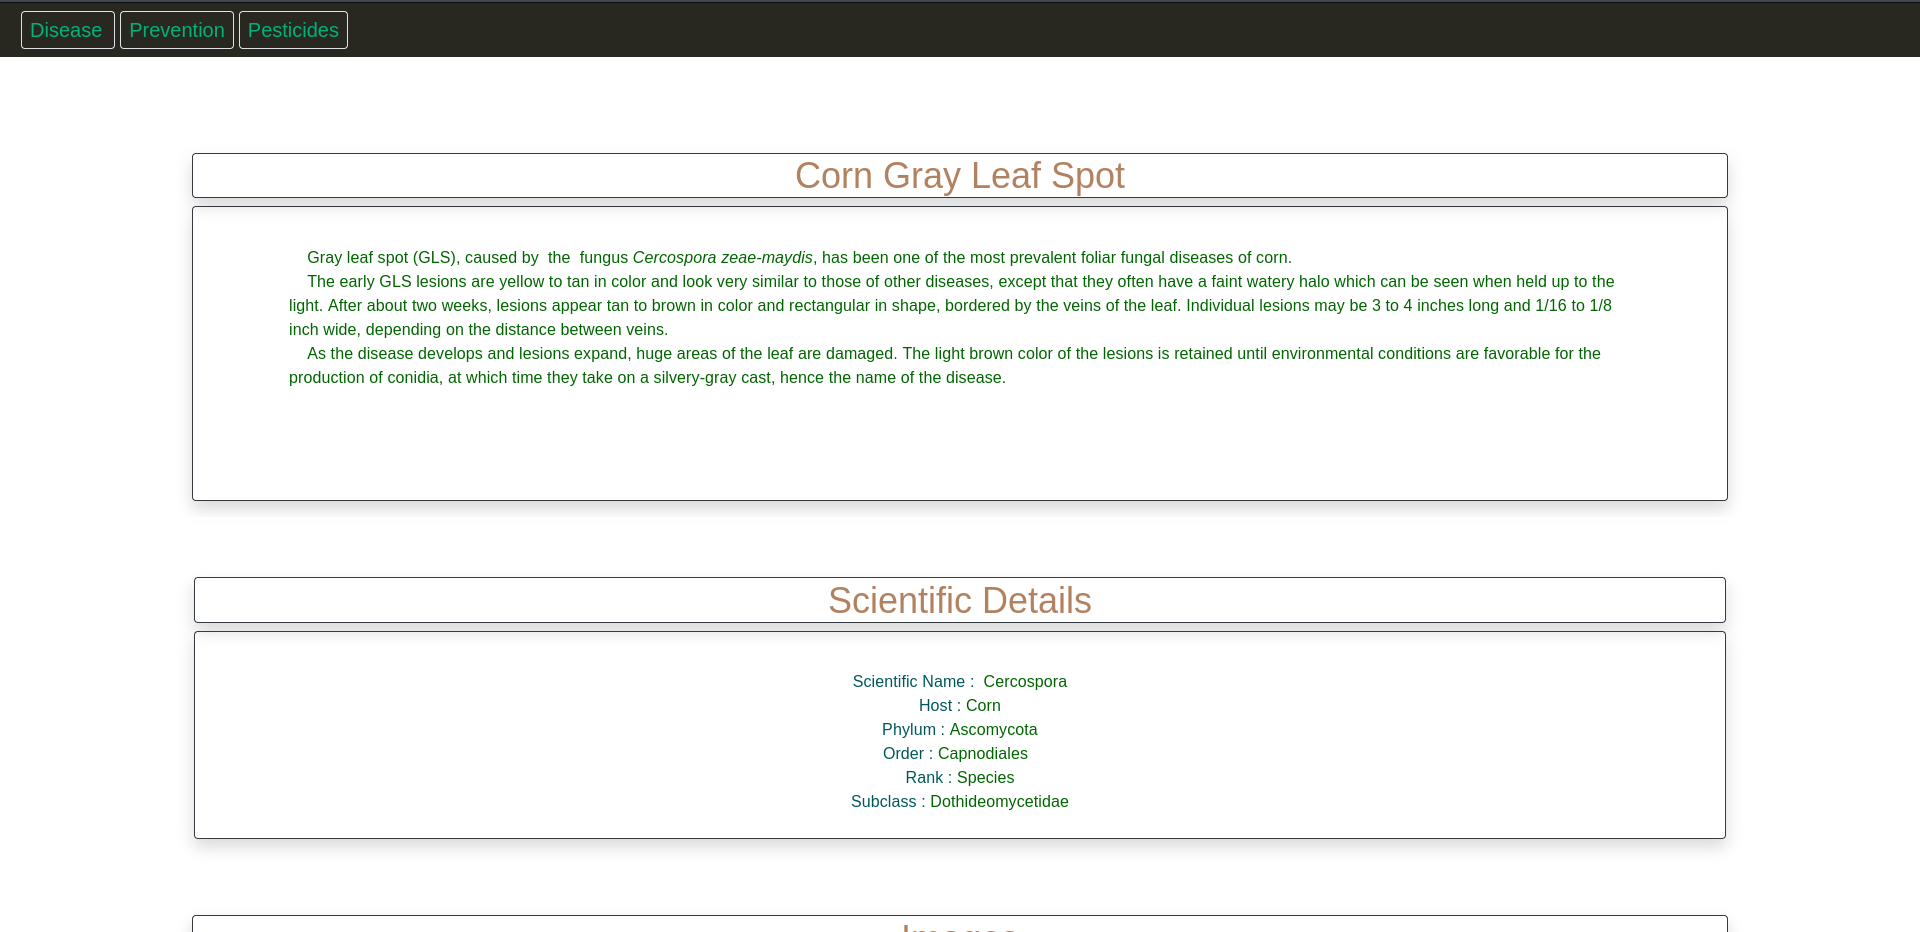 Disease Prevention Pesticides
Corn Gray Leaf Spot
Gray leaf spot (GLS), caused by the fungus Cercospora zeae-maydis, has been one of the most prevalent foliar fungal diseases of corn.
The early GLS lesions are yellow to tan in color and look very similar to those of other diseases, except that they often have a faint watery halo which can be seen when held up to the
light. After about two weeks, lesions appear tan to brown in color and rectangular in shape, bordered by the veins of the leaf. Individual lesions may be 3 to 4 inches long and 1/16 to 1/8
inch wide, depending on the distance between veins.
As the disease develops and lesions expand, huge areas of the leaf are damaged. The light brown color of the lesions is retained until environmental conditions are favorable for the
production of conidia, at which time they take on a silvery-gray cast, hence the name of the disease.
Scientific Details
Scientific Name : Cercospora
Host : Corn
Phylum : Ascomycota
Order : Capnodiales
Rank : Species
Subclass : Dothideomycetidae
Images